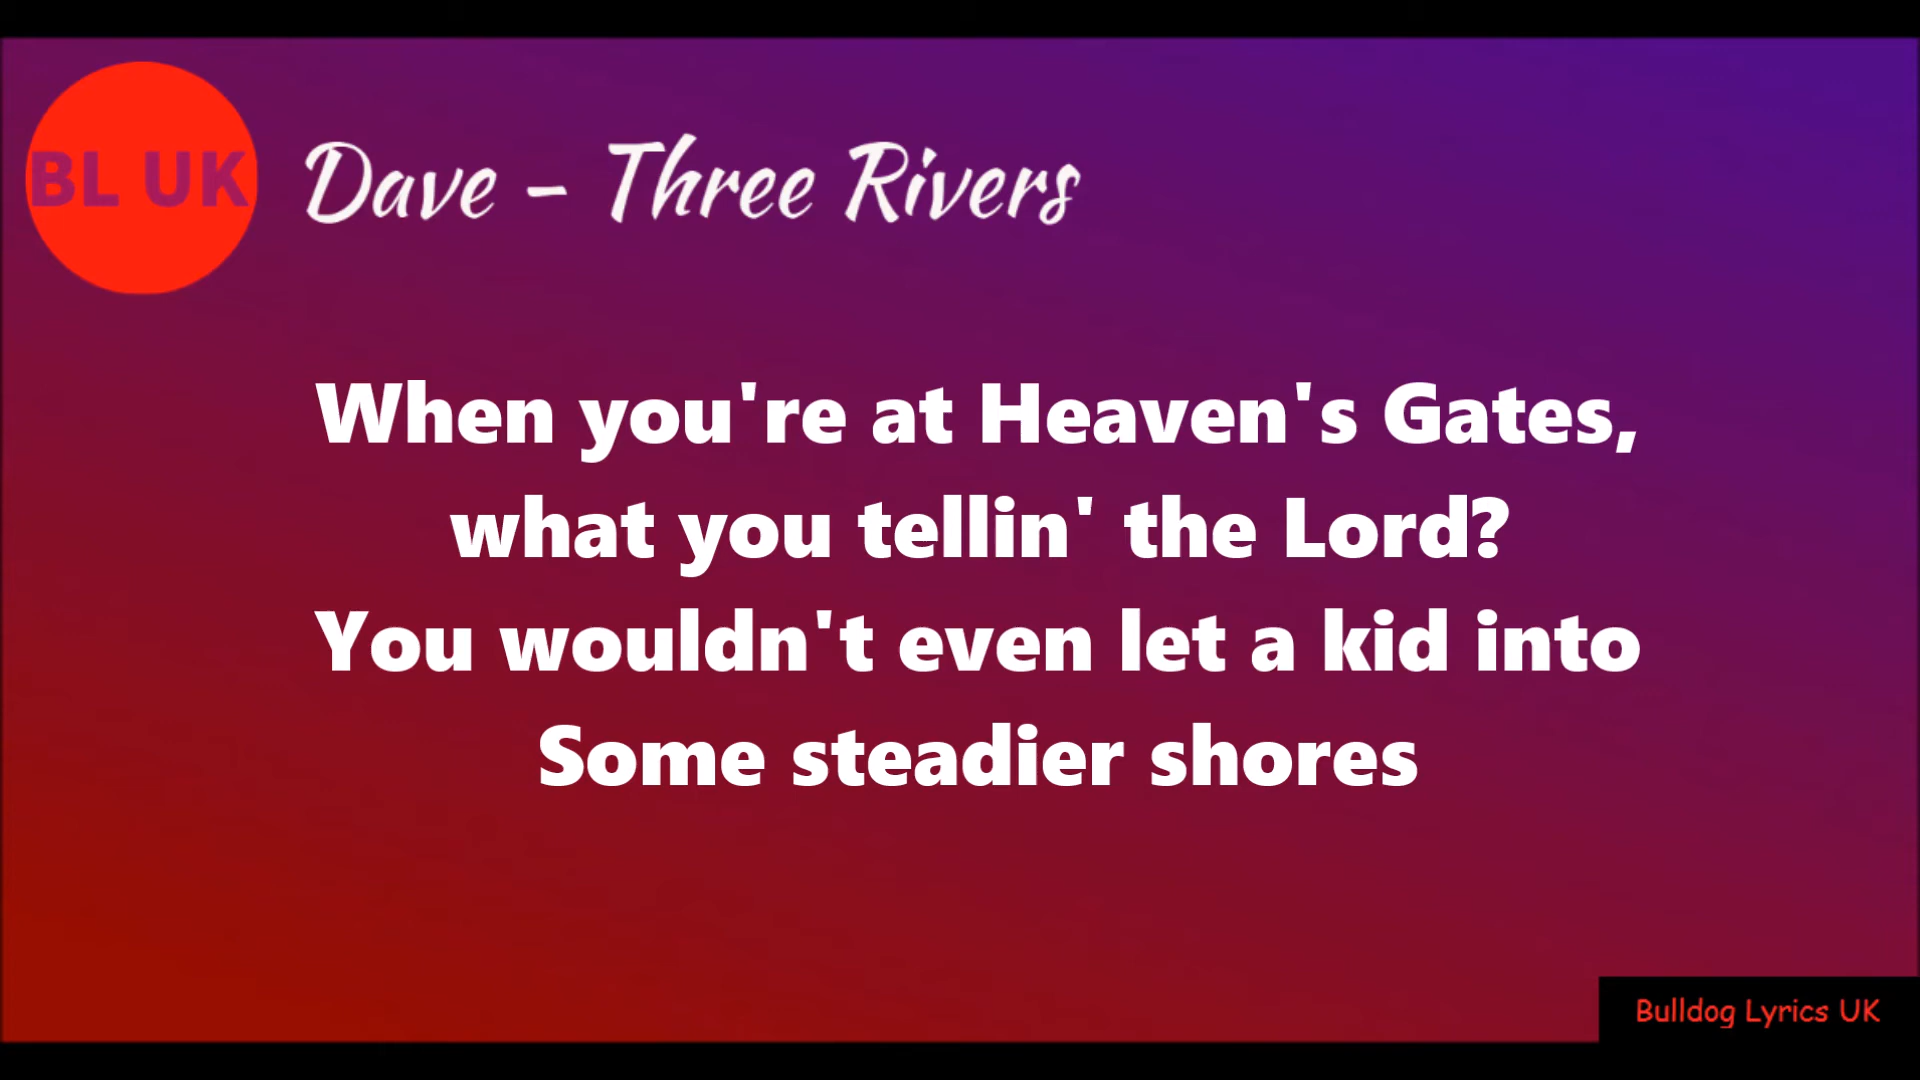 BL UK
Dave - Three Rivers
When you're at Heaven's Gates,
what you tellin' the Lord?
You wouldn't even let a kid into
Some steadier shores
Bulldog Lyrics UK